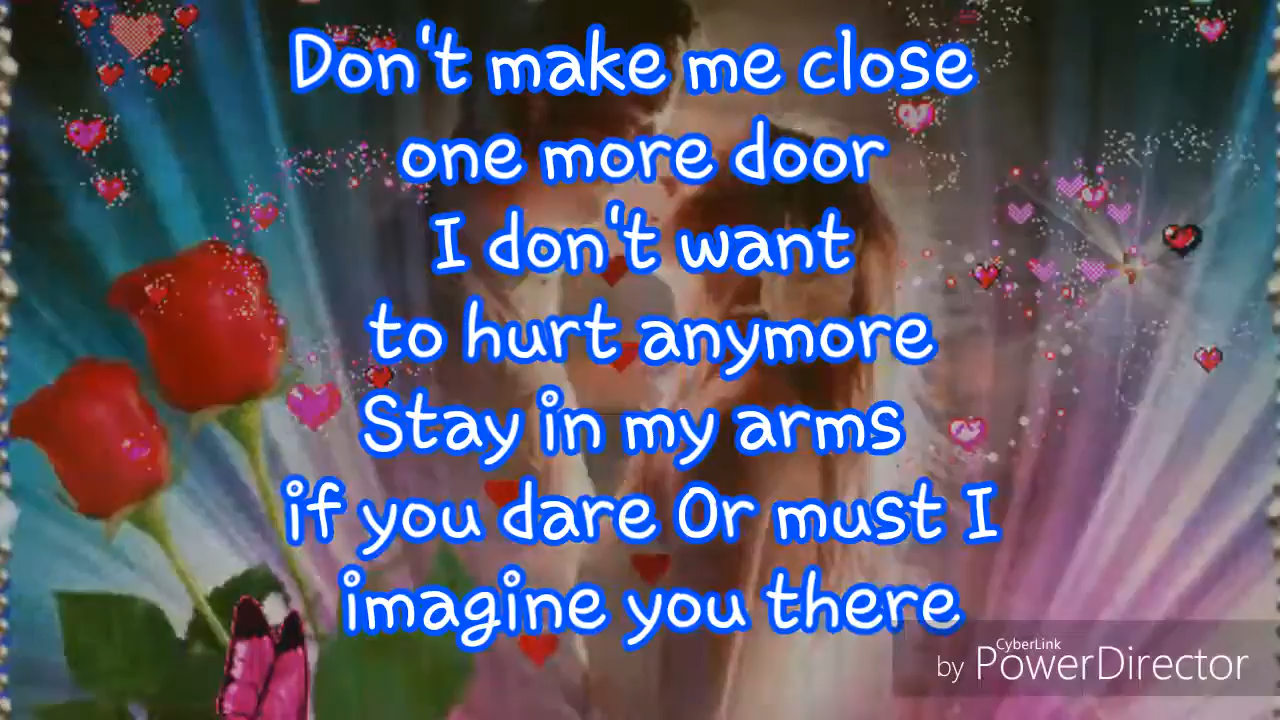 Don't make me close
one more door
I don't want
to hurt anymore
Stay in my arms
if you dare Or must I
imagine you there
CyberLink
by PowerDirector